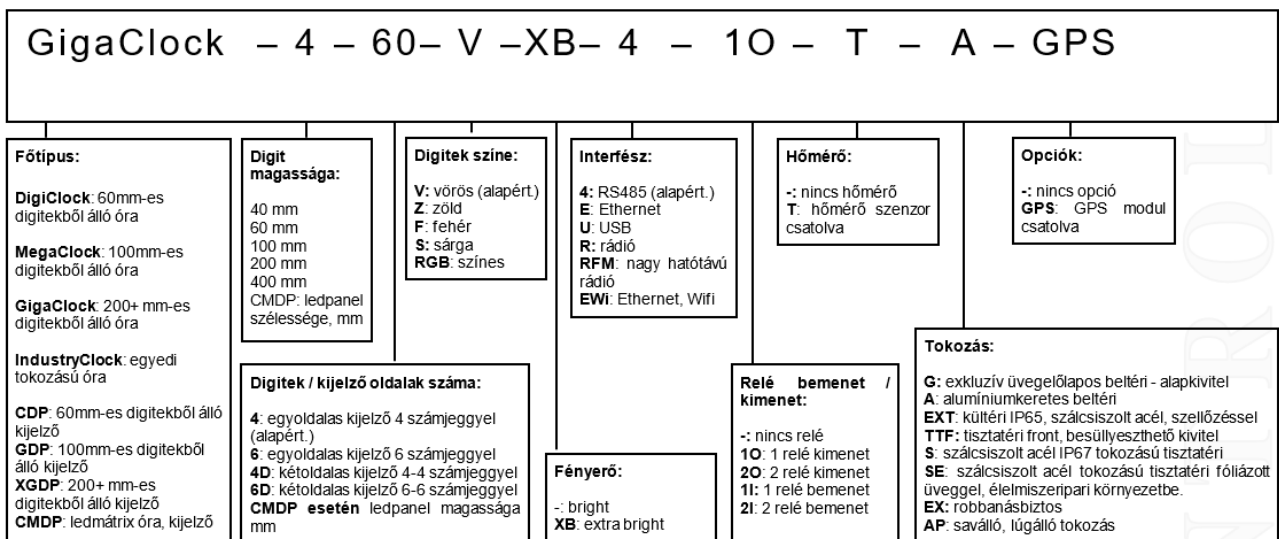 GigaClock – 4 – 60– V –XB– 4 – 1O – T – A – GPS
Főtípus:
DigiClock: 60mm-es
digitekből álló óra
MegaClock: 100mm-es
digitekből álló óra
GigaClock: 200+ mm-es
digitekből álló óra
IndustryClock: egyedi
tokozású óra
CDP: 60mm-es digitekből álló
kijelző
GDP: 100mm-es digitekből
álló kijelző
XGDP: 200+ mm-es
digitekből álló kijelző
CMDP: ledmátrix óra, kijelző
Digit
magassága:
40 mm
60 mm
100 mm
200 mm
400 mm
CMDP: ledpanel
szélessége, mm
Digitek / kijelző oldalak száma:
4: egyoldalas kijelző 4 számjeggyel
(alapért.)
6: egyoldalas kijelző 6 számjeggyel
4D: kétoldalas kijelző 4-4 számjeggyel
6D: kétoldalas kijelző 6-6 számjeggyel
CMDP esetén ledpanel magassága
mm
Digitek színe:
V: vörös (alapért.)
Z: zöld
F: fehér
S: sárga
RGB: színes
Fényerő:
-: bright
XB: extra bright
Interfész:
4: RS485 (alapért.)
E: Ethernet
U: USB
R: rádió
RFM: nagy hatótávú
rádió
EWi: Ethernet, Wifi
Relé bemenet /
kimenet:
-: nincs relé
1O: 1 relé kimenet
2O: 2 relé kimenet
1I: 1 relé bemenet
2I: 2 relé bemenet
Hőmérő:
-: nincs hőmérő
T: hőmérő szenzor
csatolva
Tokozás:
G: exkluzív üvegelőlapos beltéri - alapkivitel
A: alumíniumkeretes beltéri
EXT: kültéri IP65, szálcsiszolt acél, szellőzéssel
TTF: tisztatéri front, besüllyeszthető kivitel
S: szálcsiszolt acél IP67 tokozású tisztatéri
SE: szálcsiszolt acél tokozású tisztatéri fóliázott
üveggel, élelmiszeripari környezetbe.
EX: robbanásbiztos
AP: saválló, lúgálló tokozás
Opciók:
-: nincs opció
GPS: GPS modul
csatolva